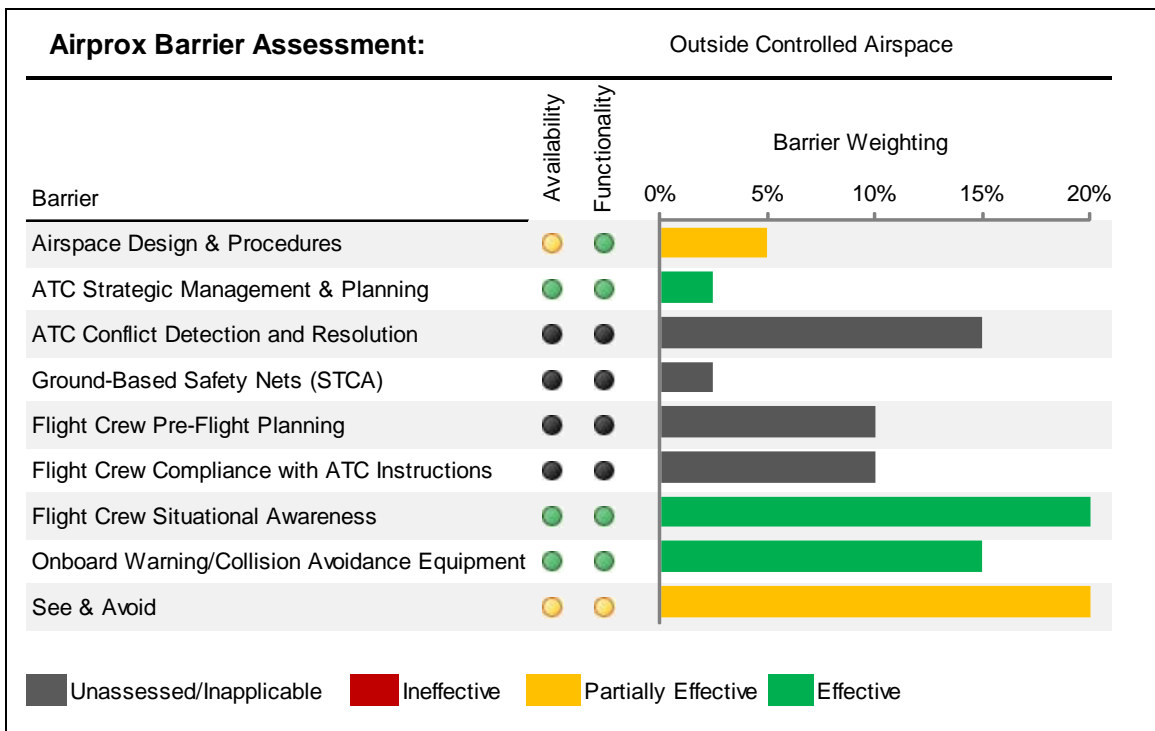 Airprox Barrier Assessment: Outside Controlled Airspace
Availability
Functionality
Barrier Weighting
Barrier
0% 5% 10% 15% 20%
Airspace Design & Procedures
ATC Strategic Management & Planning
ATC Conflict Detection and Resolution
Ground-Based Safety Nets (STCA)
Flight Crew Pre-Flight Planning
Flight Crew Compliance with ATC Instructions
Flight Crew Situational Awareness
Onboard Warning/Collision Avoidance Equipment
See & Avoid
Unassessed/Inapplicable Ineffective Partially Effective Effective